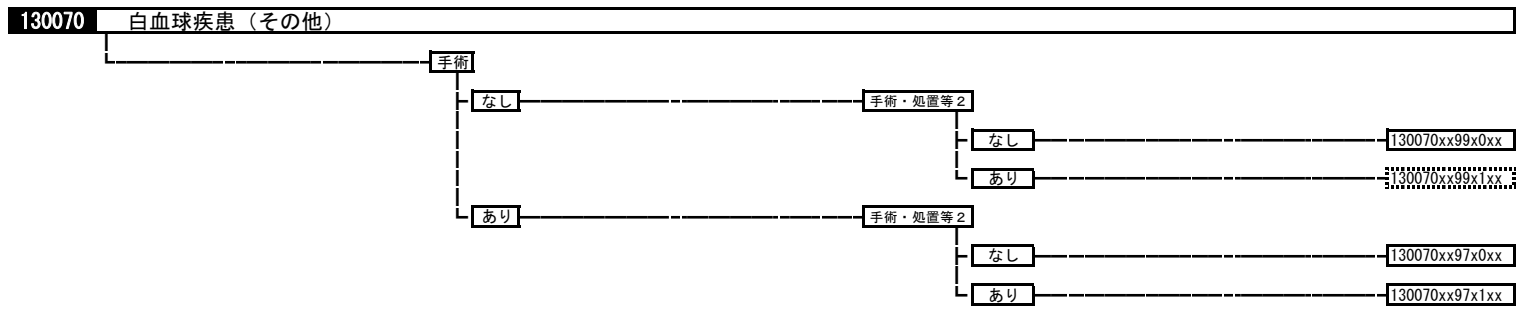 130070 白血球疾患（その他）
手術
なし 手術・処置等２
なし 130070xx99x0xx
あり 130070xx99x1xx
あり 手術・処置等２
なし 130070xx97x0xx
あり 130070xx97x1xx